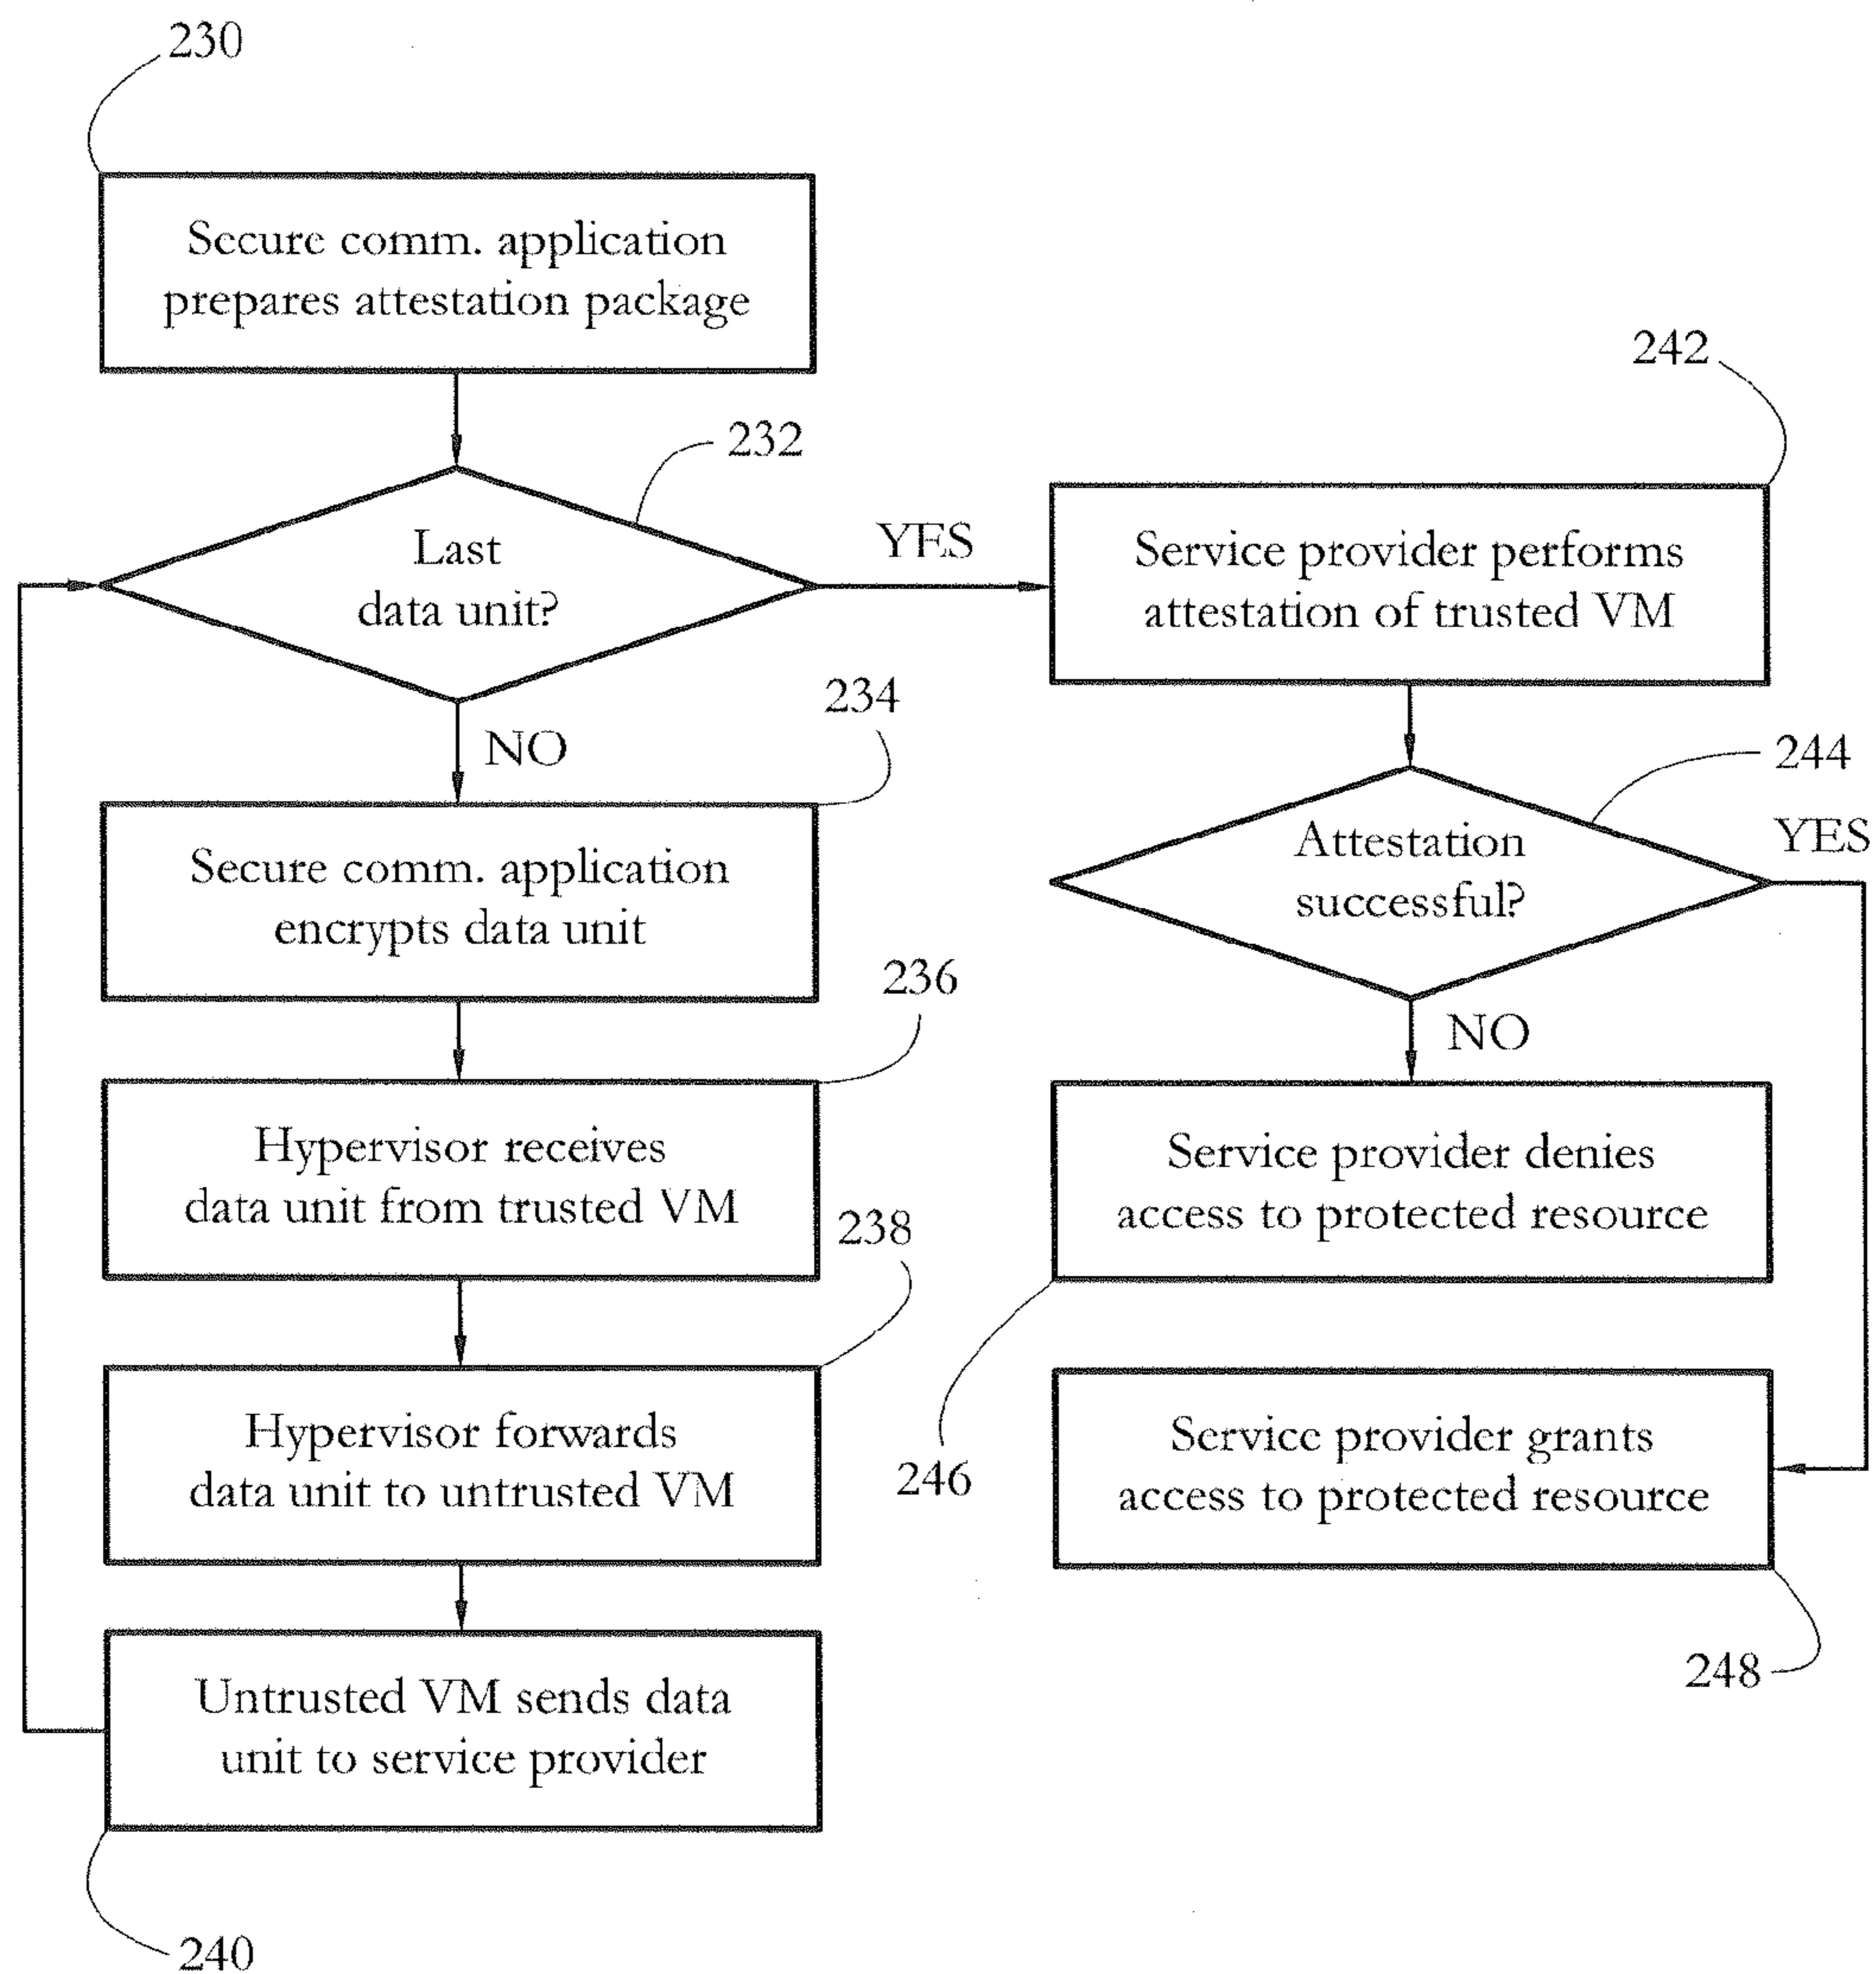 230
Secure comm. application
prepares attestation package
232
Last
data unit?
YES
NO
234
Secure comm. application
encrypts data unit
236
Hypervisor receives
data unit from trusted VM
238
Hypervisor forwards
data unit to untrusted VM
Untrusted VM sends data
unit to service provider
240
242
Service provider performs
attestation of trusted VM
244
Attestation
successful?
YES
NO
Service provider denies
access to protected resource
246
Service provider grants
access to protected resource
248